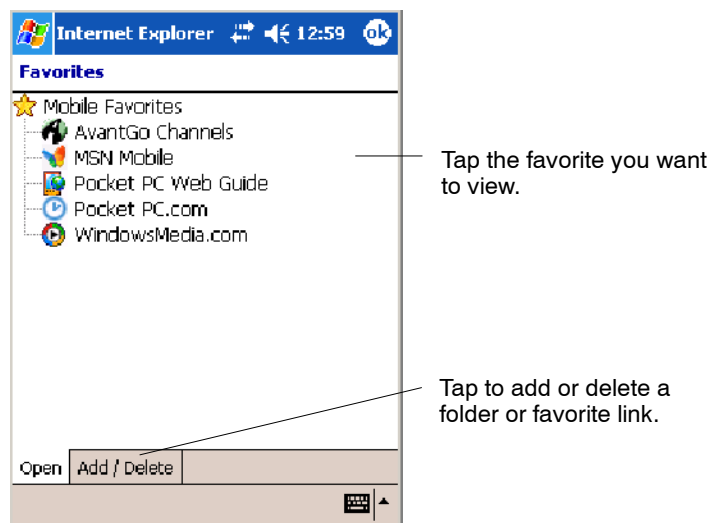 Internet Explorer 12:59 ok
Favorites
Mobile Favorites
AvantGo Channels
MSN Mobile
Pocket PC Web Guide
Pocket PC.com
WindowsMedia.com
Tap the favorite you want
to view.
Tap to add or delete a
folder or favorite link.
Open Add / Delete